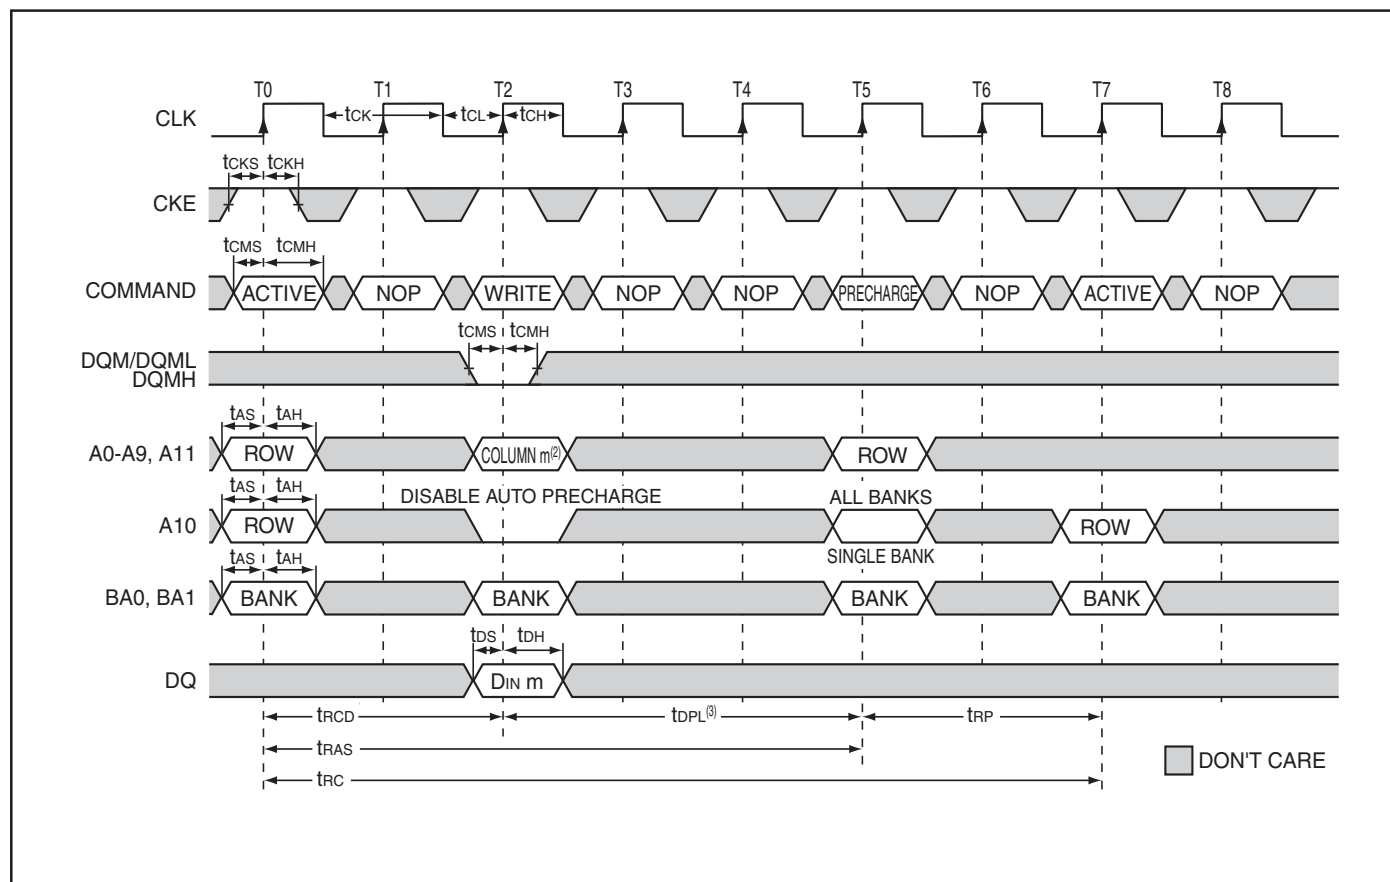 T0 T1 T2 T3 T4 T5 T6 T7 T8
CLK tCK tCL tCH
tCKS tCKH
CKE
tCMS tCMH
COMMAND ACTIVE NOP WRITE NOP NOP PRECHARGE NOP ACTIVE NOP
tCMS tCMH
DQM/DQML
DQMH
tAS tAH
A0-A9, A11 ROW COLUMN m(2) ROW
tAS tAH DISABLE AUTO PRECHARGE ALL BANKS
A10 ROW ROW
tAS tAH SINGLE BANK
BA0, BA1 BANK BANK BANK BANK
tDS tDH
DQ DIN m
tRCD tDPL(3) tRP
tRAS
DON'T CARE
tRC